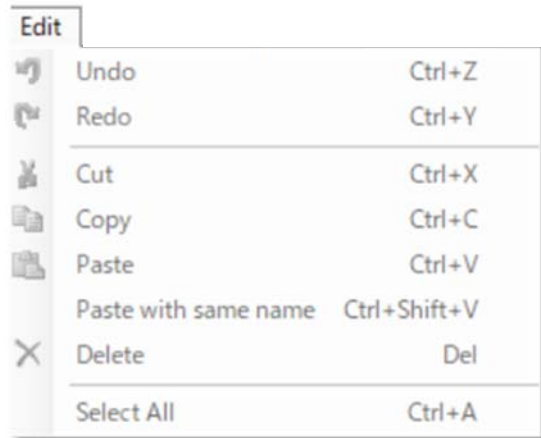 Edit
Undo Ctrl+Z
Redo Ctrl+Y
Cut Ctrl+X
Copy Ctrl+C
Paste Ctrl+V
Paste with same name Ctrl+Shift+V
Delete Del
Select All Ctrl+A